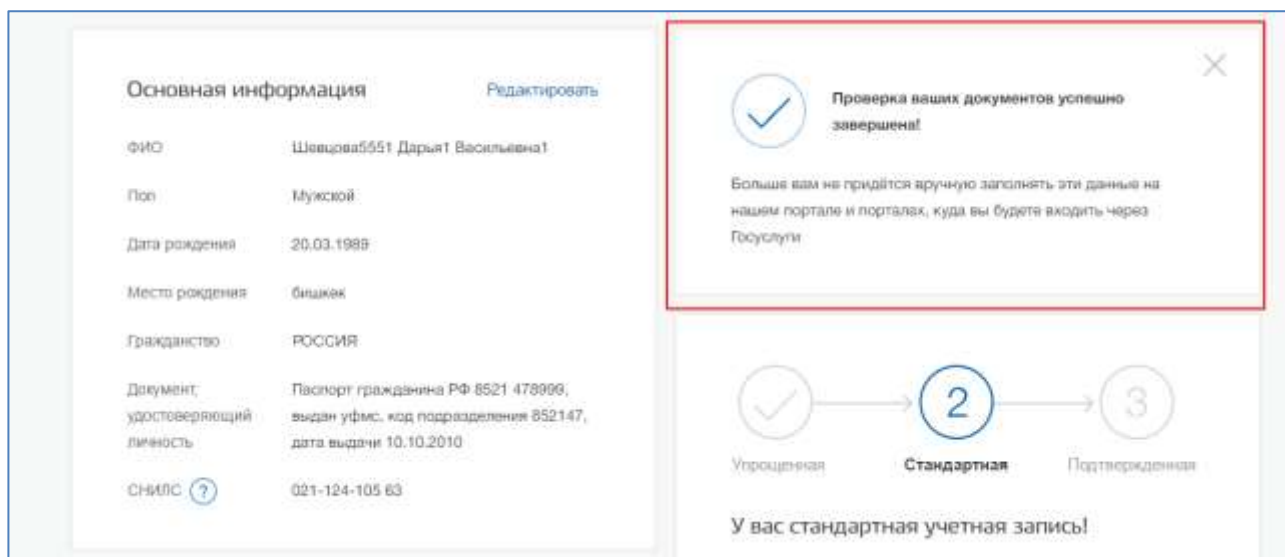 Основная информация
Редактировать
ФИО
Шевцова5551 Дарья1 Васильевна1
Пол
Мужской
Дата рождения
20.03.1989
Место рождения
бишкек
Гражданство
РОССИЯ
Документ,
удостоверяющий
личность
Паспорт гражданина РФ 8521 478999,
выдан уфмс, код подразделения 852147,
дата выдачи 10.10.2010
СНИЛС ?
021-124-105 63
Проверка ваших документов успешно
завершена!
Больше вам не придётся вручную заполнять эти данные на
нашем портале и порталах, куда вы будете входить через
Госуслуги
2
3
Упрощенная
Стандартная
Подтвержденная
У вас стандартная учетная запись!